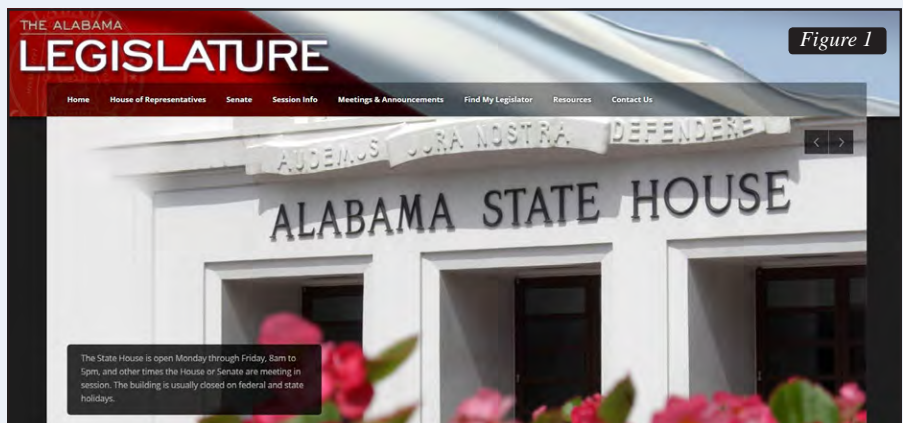 THE ALABAMA
LEGISLATURE
Figure 1
Home House of Representatives Senate Session Info Meetings & Announcements Find My Legislator Resources Contact Us
AUDEMUS JURA NOSTRA DEFENDERE
ALABAMA STATE HOUSE
The State House is open Monday through Friday, 8am to
5pm, and other times the House or Senate are meeting in
session. The building is usually closed on federal and state
holidays.